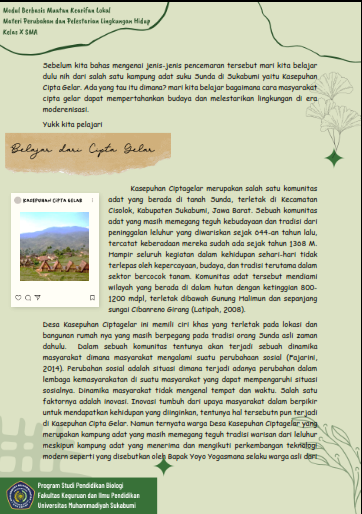 Modul Berbasis Muatan Kearifan Lokal
Materi Perubahan dan Pelestarian Lingkungan Hidup
Kelas X SMA
Sebelum kita bahas mengenai jenis-jenis pencemaran tersebut mari kita belajar
dulu nih dari salah satu kampung adat suku Sunda di Sukabumi yaitu Kasepuhan
Cipta Gelar. Ada yang tau itu dimana? mari kita belajar bagaimana cara masyarakat
cipta gelar dapat mempertahankan budaya dan melestarikan lingkungan di era
moderenisasi.
Yukk kita pelajari
Belajar dari Cipta Gelar
KASEPUHAN CIPTA GELAR
Kasepuhan Ciptagelar merupakan salah satu komunitas
adat yang berada di tanah Sunda, terletak di Kecamatan
Cisolok, Kabupaten Sukabumi, Jawa Barat. Sebuah komunitas
adat yang masih memegang teguh kebudayaan dan tradisi dari
peninggalan leluhur yang diwariskan sejak 644-an tahun lalu,
tercatat keberadaan mereka sudah ada sejak tahun 1368 M.
Hampir seluruh kegiatan dalam kehidupan sehari-hari tidak
terlepas oleh kepercayaan, budaya, dan tradisi terutama dalam
sektor bercocok tanam. Komunitas adat tersebut mendiami
wilayah yang berada di dalam hutan dengan ketinggian 800-
1200 mdpl, terletak dibawah Gunung Halimun dan sepanjang
sungai Cibareno Girang (Latipah, 2008).
Desa Kasepuhan Ciptagelar ini memili ciri khas yang terletak pada lokasi dan
bangunan rumah nya yang masih berpegang pada tradisi orang Sunda asli zaman
dahulu. Dalam sebuah komunitas tentunya akan terjadi sebuah dinamika
masyarakat dimana masyarakat mengalami suatu perubahaan sosial (Fajarini,
2014). Perubahan sosial adalah situasi dimana terjadi adanya perubahan dalam
lembaga kemasyarakatan di suatu masyarakat yang dapat mempengaruhi situasi
sosialnya. Dinamika masyarakat tidak mengenal tempat dan waktu. Salah satu
faktornya adalah inovasi. Inovasi tumbuh dari upaya masyarakat dalam berpikir
untuk mendapatkan kehidupan yang diinginkan, tentunya hal tersebutn pun terjadi
di Kasepuhan Cipta Gelar. Namun ternyata warga Desa Kasepuhan Ciptagelar yang
merupakan kampung adat yang masih memegang teguh tradisi warisan dari leluhur
meskipun kampung adat yang menerima dan mengikuti perkembangan teknologi
modern seperti yang disebutkan oleh Bapak Yoyo Yogasmana selaku warga asli dari
Program Studi Pendidikan Biologi
Fakultas Keguruan dan Ilmu Pendidikan
Universitas Muhammadiyah Sukabumi